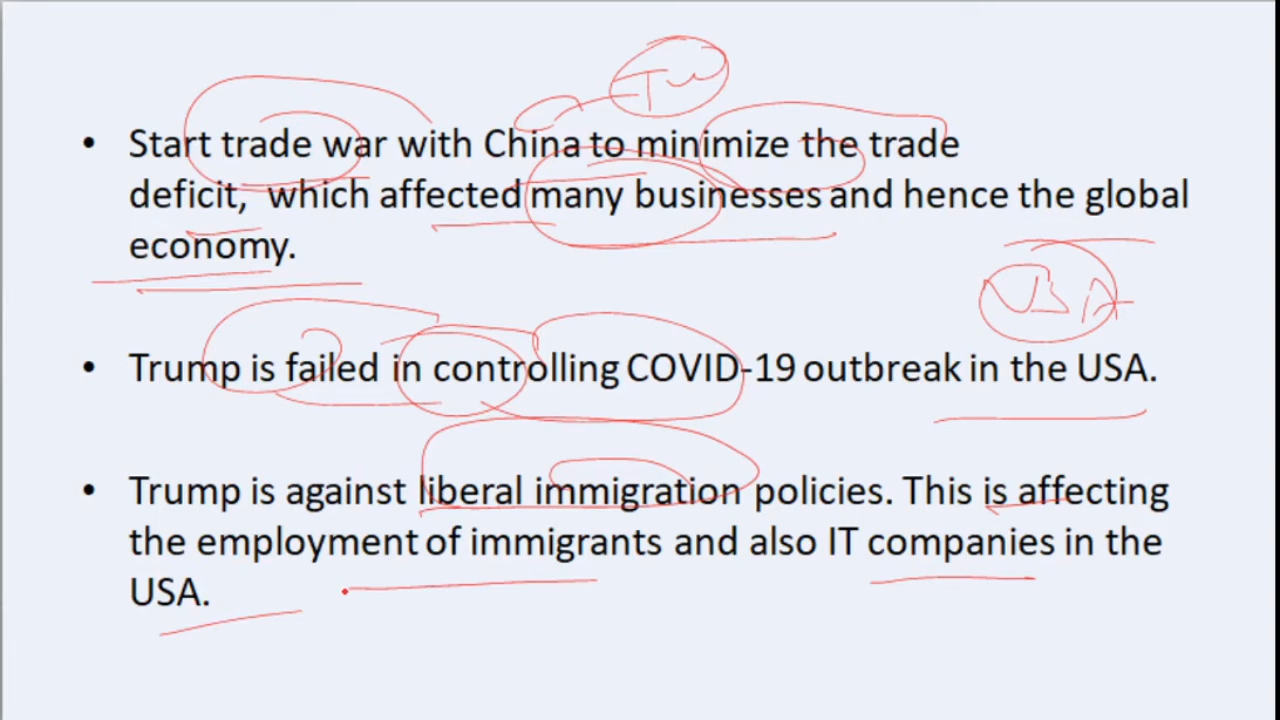 TW
• Start trade war with China to minimize the trade
deficit, which affected many businesses and hence the global
economy.
USA
• Trump is failed in controlling COVID-19 outbreak in the USA.
• Trump is against liberal immigration policies. This is affecting
the employment of immigrants and also IT companies in the
USA.